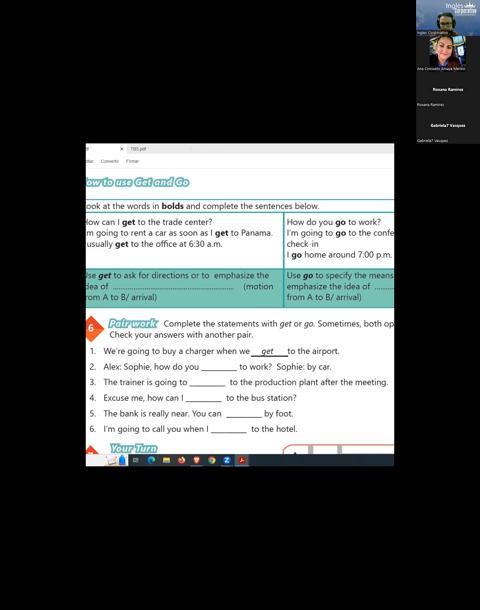 Inglés
Corporativo
Inglés Corporativo
Ana Consuelo Amaya Merino
Roxana Ramires
Roxana Ramires
Gabriela7 Vasquez
Gabriela7 Vasquez
TB5.pdf
Convertir Firmar
ow to use Get and Go
ook at the words in bolds and complete the sentences below.
How can I get to the trade center?
'm going to rent a car as soon as I get to Panama.
usually get to the office at 6:30 a.m.
How do you go to work?
I'm going to go to the confe
check-in
I go home around 7:00 p.m.
Use get to ask for directions or to emphasize the
dea of ........................................ (motion
rom A to B/ arrival)
Use go to specify the means
emphasize the idea of ..........
from A to B/ arrival)
6 Pair work Complete the statements with get or go. Sometimes, both op
Check your answers with another pair.
1. We're going to buy a charger when we __get__ to the airport.
2. Alex: Sophie, how do you ________ to work? Sophie: by car.
3. The trainer is going to ________ to the production plant after the meeting.
4. Excuse me, how can I ________ to the bus station?
5. The bank is really near. You can ________ by foot.
6. I'm going to call you when I ________ to the hotel.
Your Turn